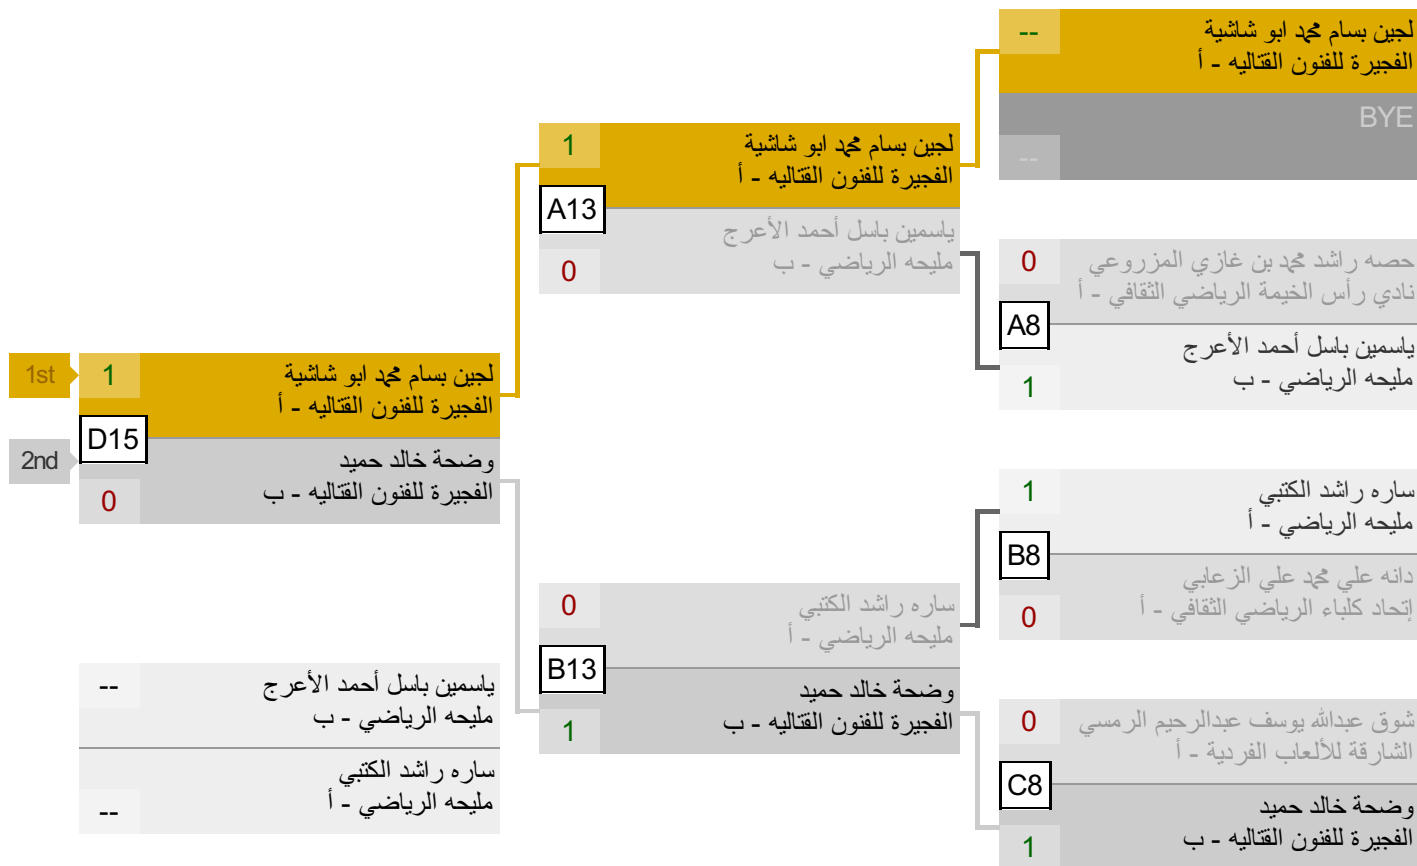 لجين بسام محمد ابو شاشية
الفجيرة للفنون القتاليه - أ
--
BYE
--
حصه راشد محمد بن غازي المزروعي
نادي رأس الخيمة الرياضي الثقافي - أ
0
A8
ياسمين باسل أحمد الأعرج
مليحه الرياضي - ب
1
ساره راشد الكتبي
مليحه الرياضي - أ
1
B8
دانه علي محمد علي الزعابي
إتحاد كلباء الرياضي الثقافي - أ
0
شوق عبدالله يوسف عبدالرحيم الرمسي
الشارقة للألعاب الفردية - أ
0
C8
وضحة خالد حميد
الفجيرة للفنون القتاليه - ب
1
لجين بسام محمد ابو شاشية
الفجيرة للفنون القتاليه - أ
1
A13
ياسمين باسل أحمد الأعرج
مليحه الرياضي - ب
0
ساره راشد الكتبي
مليحه الرياضي - أ
0
B13
وضحة خالد حميد
الفجيرة للفنون القتاليه - ب
1
لجين بسام محمد ابو شاشية
الفجيرة للفنون القتاليه - أ
1
1st
D15
وضحة خالد حميد
الفجيرة للفنون القتاليه - ب
0
2nd
ياسمين باسل أحمد الأعرج
مليحه الرياضي - ب
--
ساره راشد الكتبي
مليحه الرياضي - أ
--